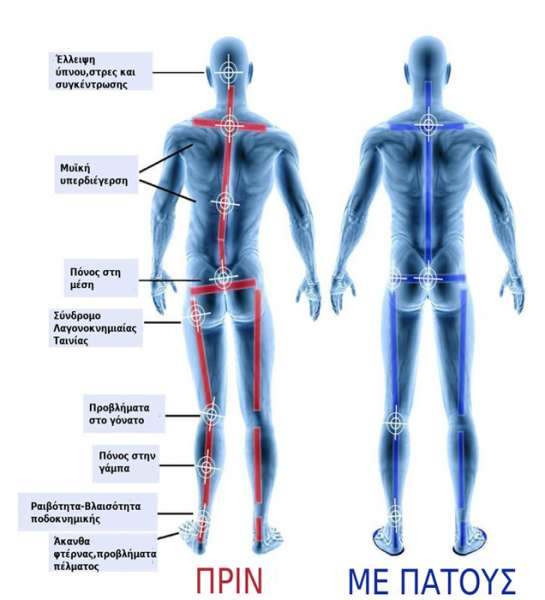 Έλλειψη
ύπνου,στρες και
συγκέντρωσης
Μυϊκή
υπερδιέγερση
Πόνος στη
μέση
Σύνδρομο
Λαγονοκνημιαίας
Ταινίας
Προβλήματα
στο γόνατο
Πόνος στην
γάμπα
Ραιβότητα-Βλαισότητα
ποδοκνημικής
Άκανθα
φτέρνας,προβλήματα
πέλματος
ΠΡΙΝ
ΜΕ ΠΑΤΟΥΣ